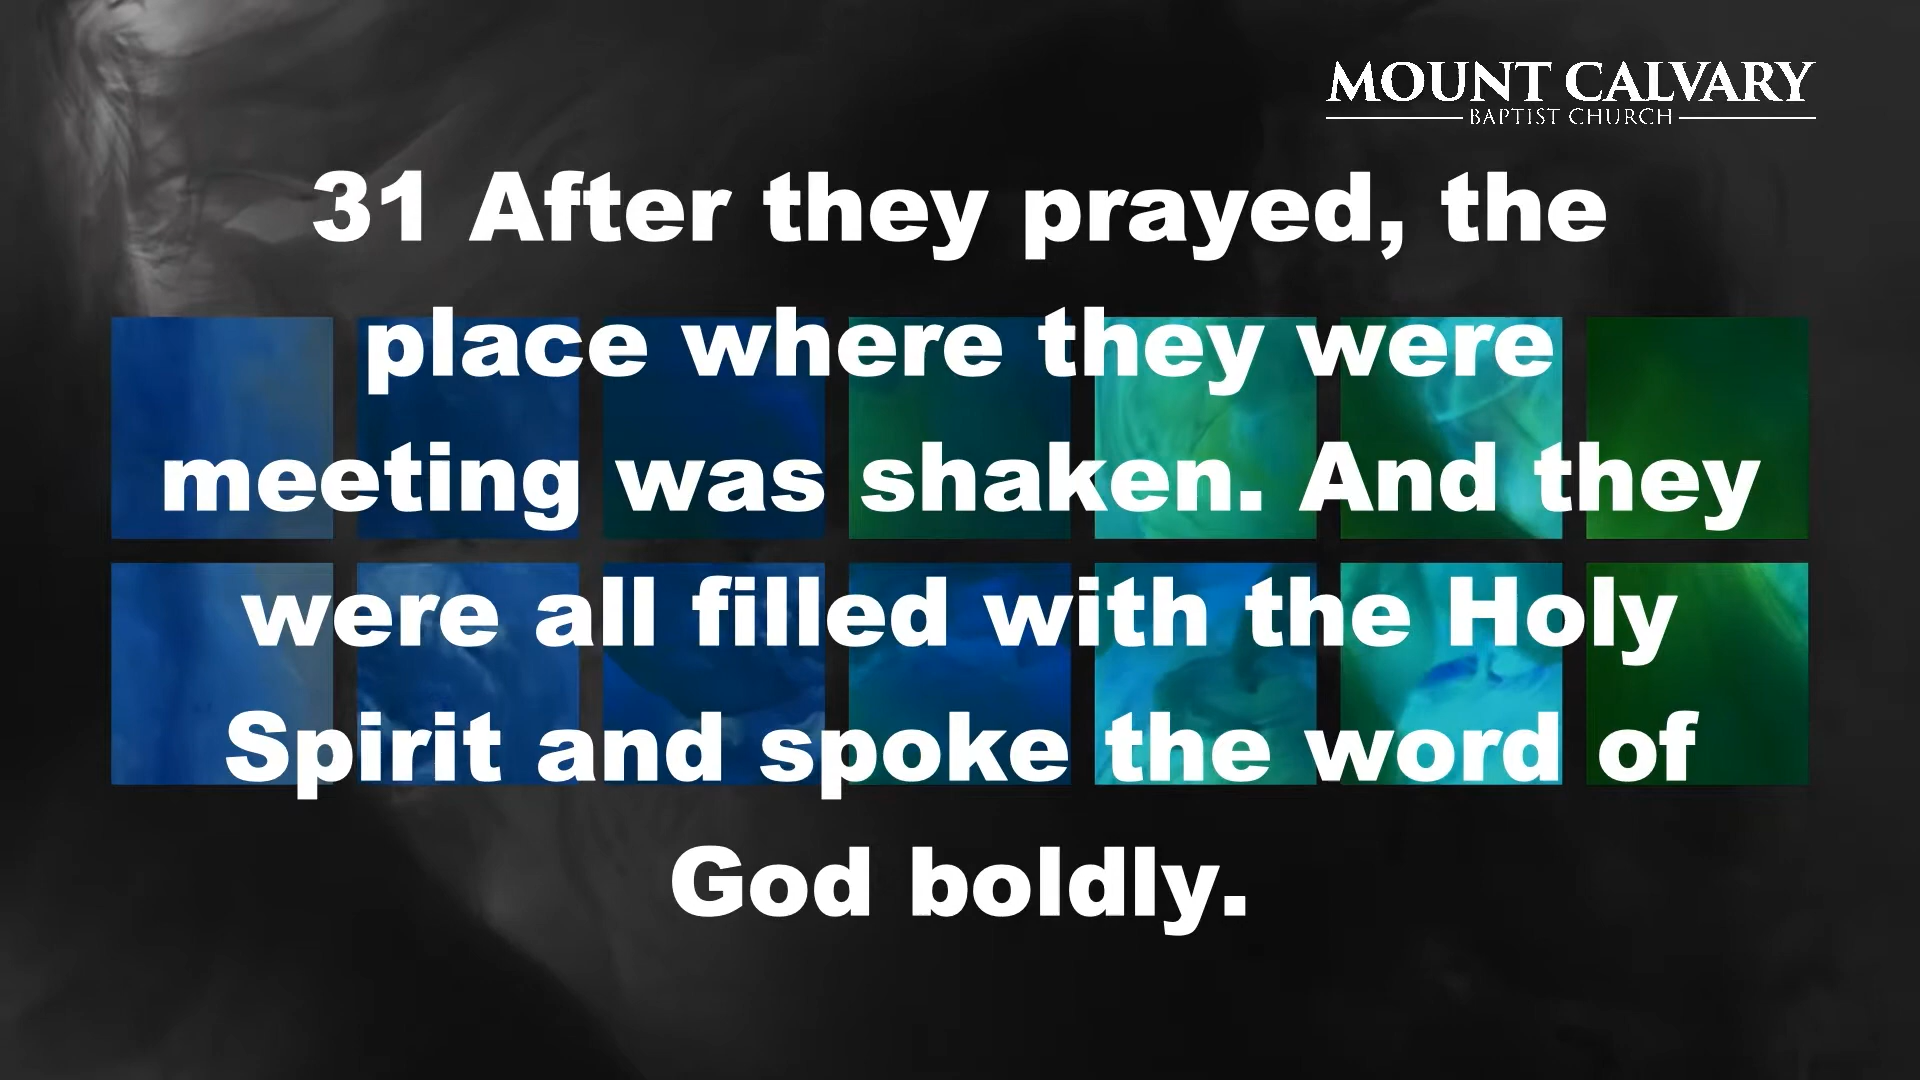 MOUNT CALVARY
BAPTIST CHURCH
31 After they prayed, the
place where they were
meeting was shaken. And they
were all filled with the Holy
Spirit and spoke the word of
God boldly.